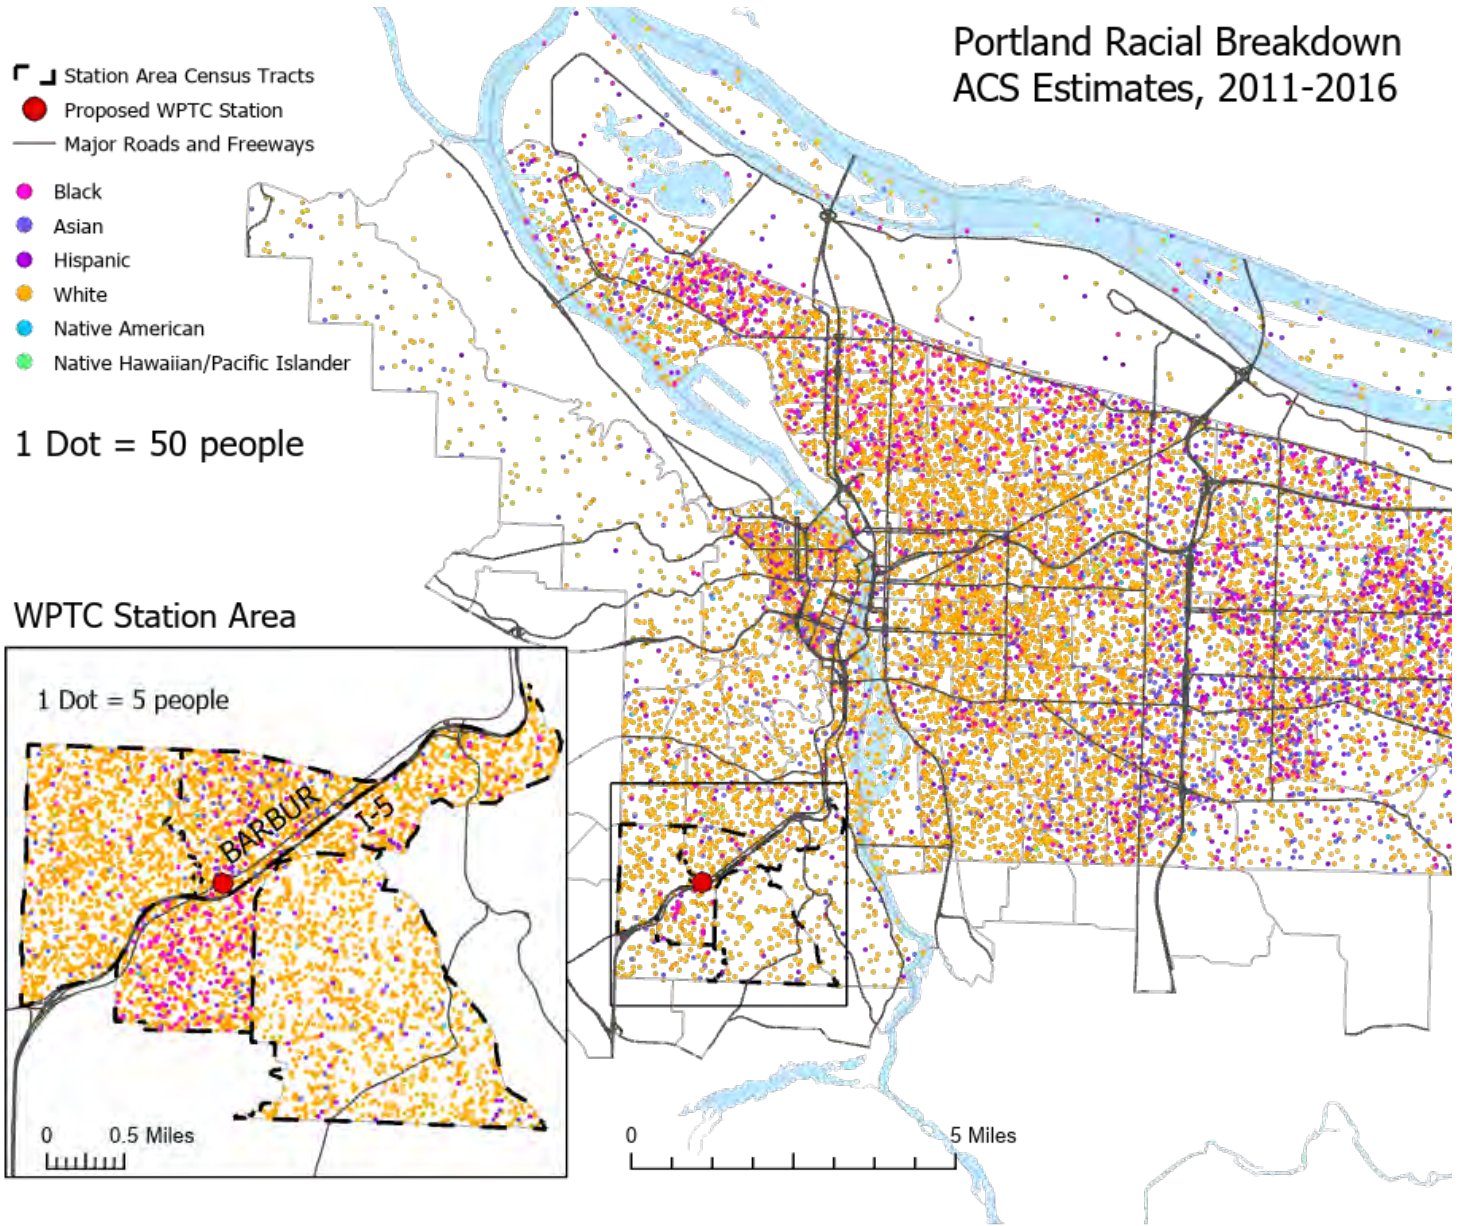 Portland Racial Breakdown
ACS Estimates, 2011-2016
Station Area Census Tracts
Proposed WPTC Station
Major Roads and Freeways
Black
Asian
Hispanic
White
Native American
Native Hawaiian/Pacific Islander
1 Dot = 50 people
WPTC Station Area
1 Dot = 5 people
BARBUR
I-5
0 0.5 Miles
0 5 Miles